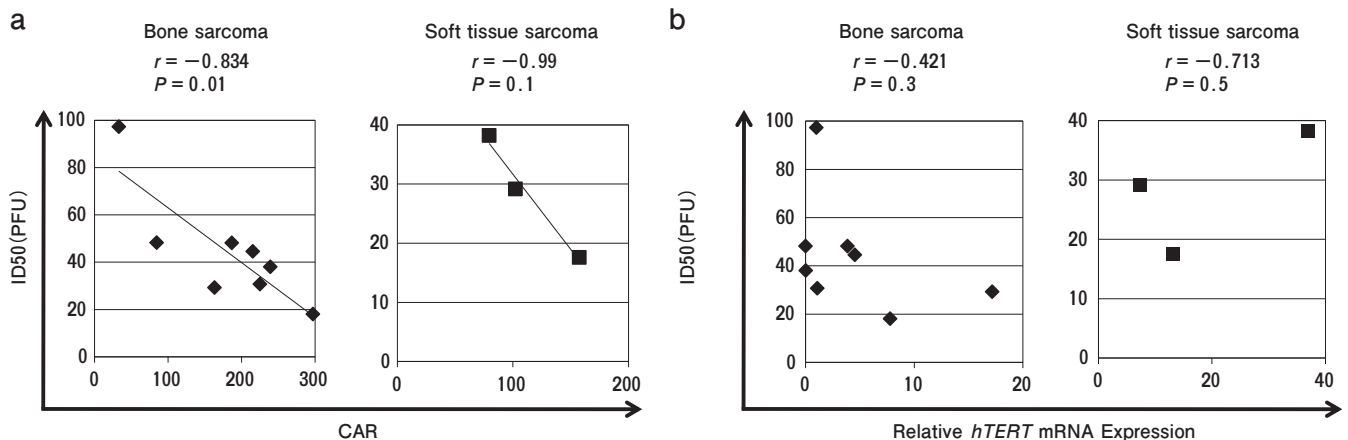 a
Bone sarcoma
r = −0.834
P = 0.01
Soft tissue sarcoma
r = −0.99
P = 0.1
ID50(PFU)
100
80
60
40
20
0
0 100 200 300
40
30
20
10
0
0 100 200
CAR
b
Bone sarcoma
r = −0.421
P = 0.3
Soft tissue sarcoma
r = −0.713
P = 0.5
ID50(PFU)
100
80
60
40
20
0
0 10 20
40
30
20
10
0
0 20 40
Relative hTERT mRNA Expression